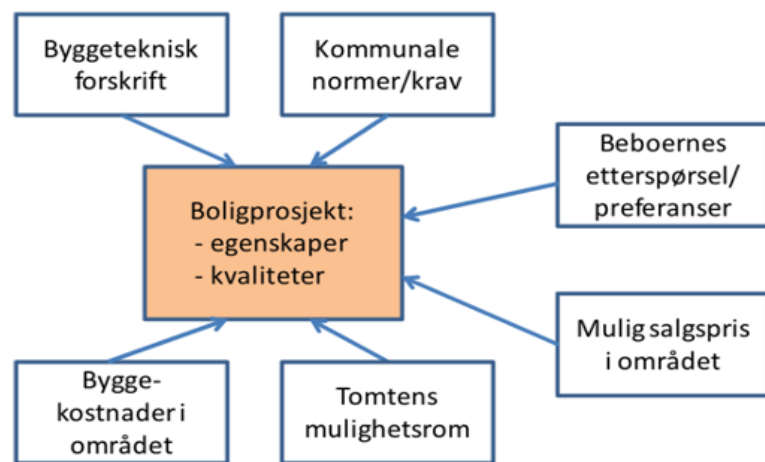 Byggeteknisk
forskrift
Kommunale
normer/krav
Beboernes
etterspørsel/
preferanser
Boligprosjekt:
- egenskaper
- kvaliteter
Mulig salgspris
i området
Bygge-
kostnader i
området
Tomtens
mulighetsrom